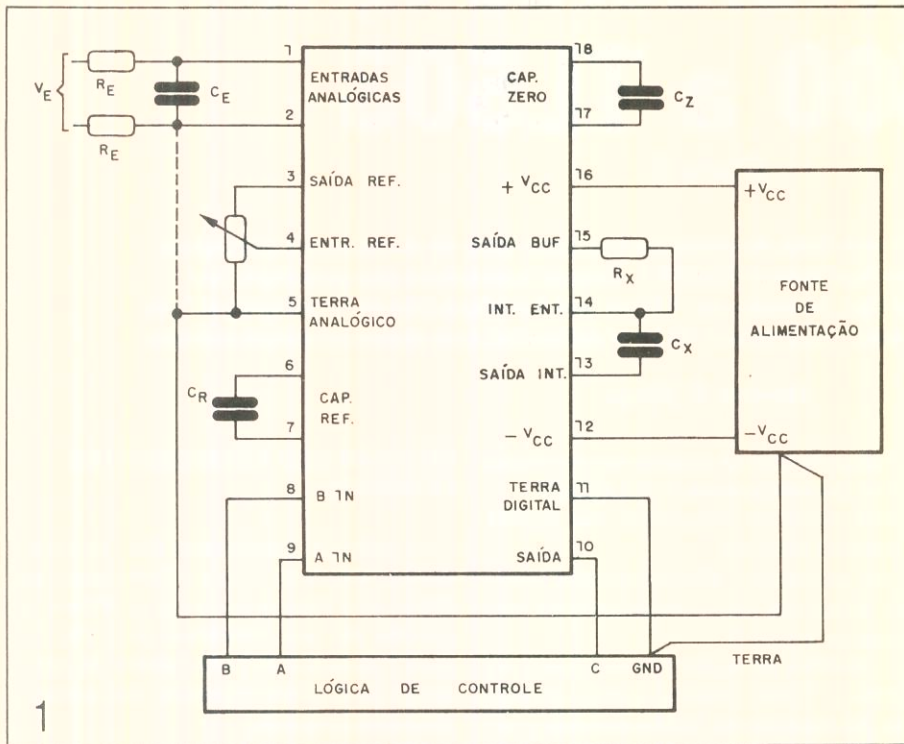 1
18
R_E
C_E
ENTRADAS
ANALÓGICAS
CAP.
ZERO
C_Z
V_E
R_E
2
17
3
SAÍDA REF.
+ V_CC
16
+V_CC
4
ENTR. REF.
SAÍDA BUF.
15
R_X
FONTE
DE
ALIMENTAÇÃO
5
TERRA
ANALÓGICO
INT. ENT.
14
C_X
6
SAÍDA INT.
13
C_R
CAP.
REF.
7
- V_CC
12
-V_CC
8
B IN
TERRA
DIGITAL
11
9
A IN
SAÍDA
10
B
A
C
GND
TERRA
LÓGICA DE CONTROLE
1